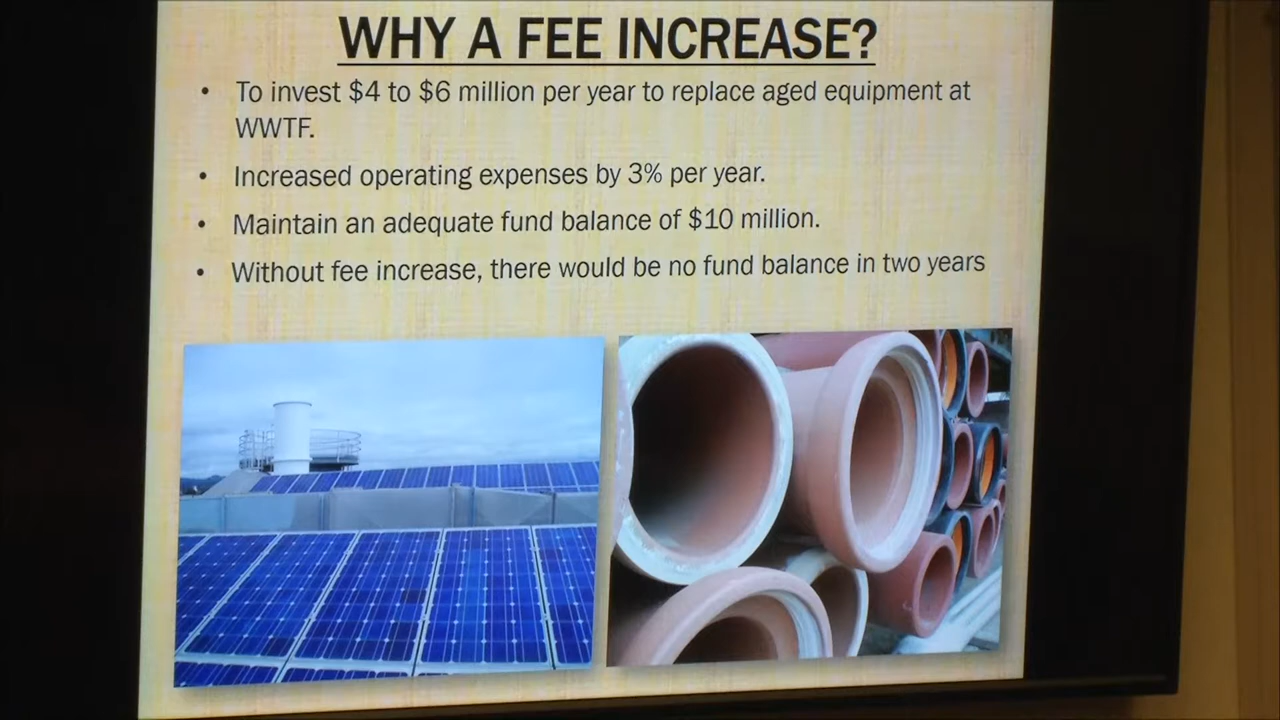 WHY A FEE INCREASE?
• To invest $4 to $6 million per year to replace aged equipment at
WWTF.
• Increased operating expenses by 3% per year.
• Maintain an adequate fund balance of $10 million.
• Without fee increase, there would be no fund balance in two years